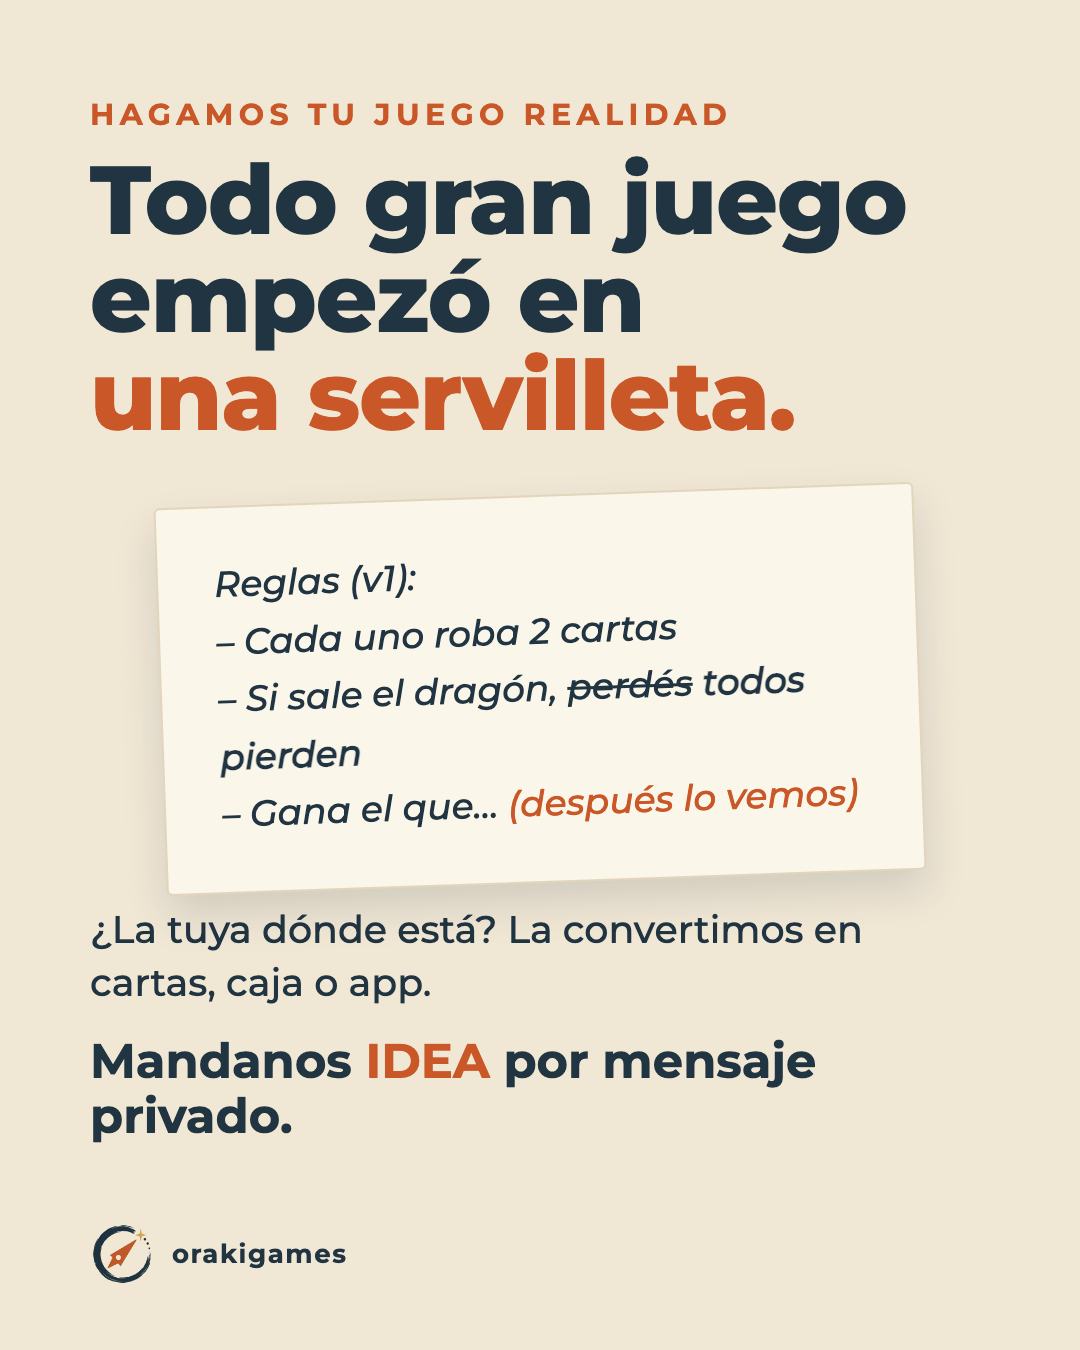 HAGAMOS TU JUEGO REALIDAD
Todo gran juego
empezó en
una servilleta.
Reglas (v1):
– Cada uno roba 2 cartas
– Si sale el dragón, perdés todos
pierden
– Gana el que... (después lo vemos)
¿La tuya dónde está? La convertimos en
cartas, caja o app.
Mandanos IDEA por mensaje
privado.
orakigames